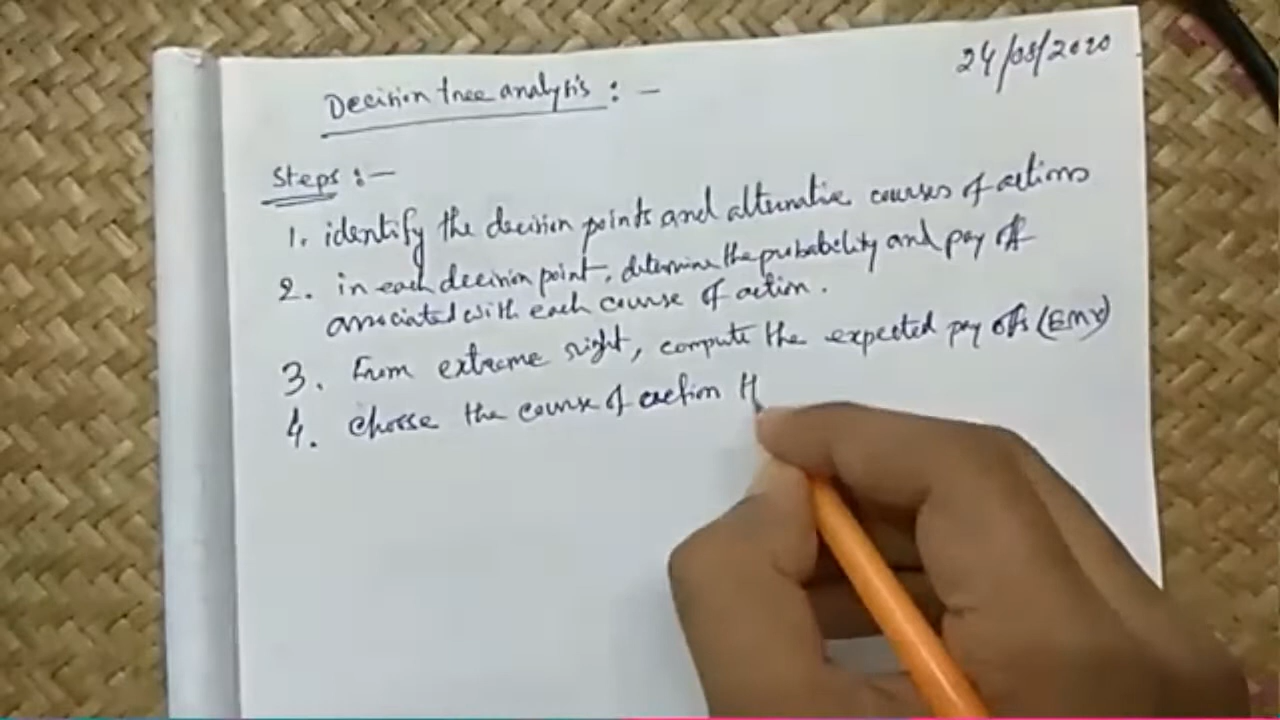 24/08/2020
Decision tree analysis : -
Steps : -
1. identify the decision points and alternative courses of actions
2. in each decision point, determine the probability and pay off
associated with each course of action.
3. From extreme right, compute the expected pay offs (EMV)
4. choose the course of action